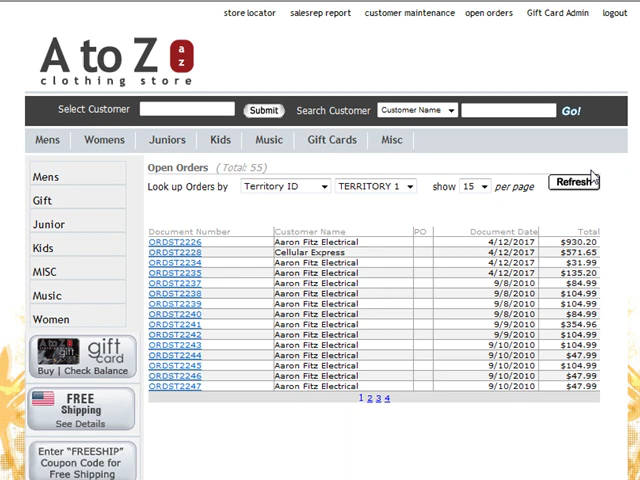 store locator salesrep report customer maintenance open orders Gift Card Admin logout
A to Z a z
clothing store
Select Customer Submit Search Customer Customer Name Go!
Mens Womens Juniors Kids Music Gift Cards Misc
Mens
Gift
Junior
Kids
MISC
Music
Women
A to Z gift gift card
Buy | Check Balance
FREE
Shipping
See Details
Enter "FREESHIP"
Coupon Code for
Free Shipping
Open Orders (Total: 55)
Look up Orders by Territory ID TERRITORY 1 show 15 per page Refresh
Document Number Customer Name PO Document Date Total
ORDST2226 Aaron Fitz Electrical 4/12/2017 $930.20
ORDST2228 Cellular Express 4/12/2017 $571.65
ORDST2234 Aaron Fitz Electrical 4/12/2017 $31.99
ORDST2235 Aaron Fitz Electrical 4/12/2017 $135.20
ORDST2237 Aaron Fitz Electrical 9/8/2010 $84.99
ORDST2238 Aaron Fitz Electrical 9/8/2010 $104.99
ORDST2239 Aaron Fitz Electrical 9/8/2010 $104.99
ORDST2240 Aaron Fitz Electrical 9/8/2010 $84.99
ORDST2241 Aaron Fitz Electrical 9/9/2010 $354.96
ORDST2243 Aaron Fitz Electrical 9/9/2010 $104.99
ORDST2244 Aaron Fitz Electrical 9/10/2010 $47.99
ORDST2245 Aaron Fitz Electrical 9/10/2010 $104.99
ORDST2246 Aaron Fitz Electrical 9/10/2010 $47.99
ORDST2247 Aaron Fitz Electrical 9/10/2010 $47.99
1 2 3 4